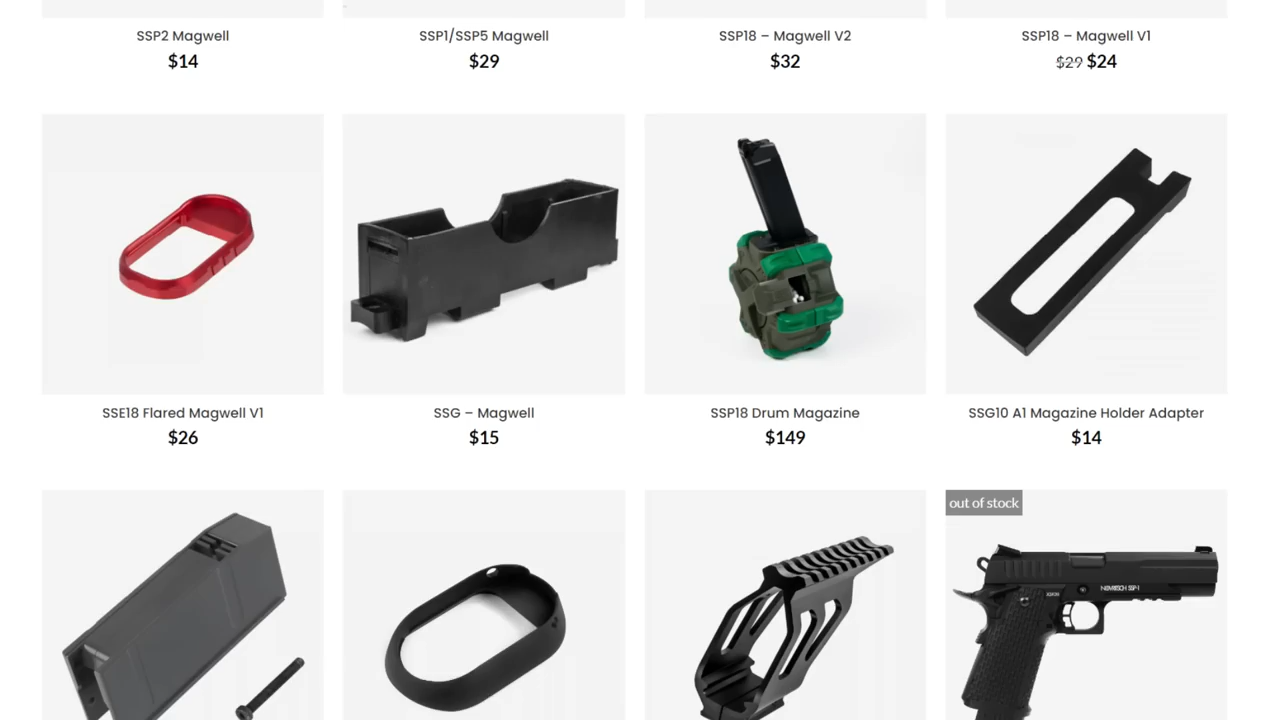 SSP2 Magwell
$14
SSP1/SSP5 Magwell
$29
SSP18 – Magwell V2
$32
SSP18 – Magwell V1
$29 $24
SSE18 Flared Magwell V1
$26
SSG – Magwell
$15
SSP18 Drum Magazine
$149
SSG10 A1 Magazine Holder Adapter
$14
out of stock
NOVRITSCH SSP-1